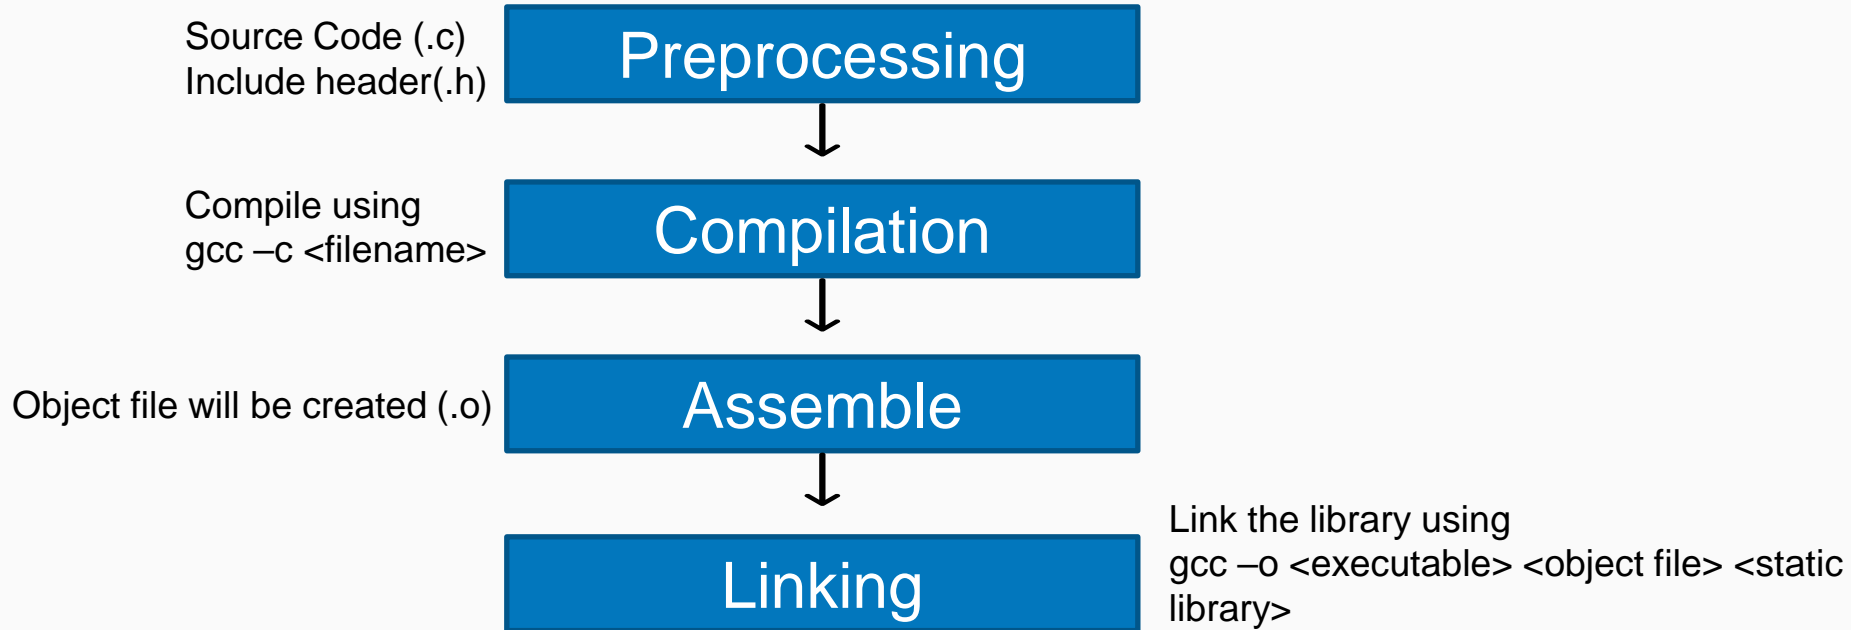 Source Code (.c)
Include header(.h)
Preprocessing
Compile using
gcc –c <filename>
Compilation
Object file will be created (.o)
Assemble
Linking
Link the library using
gcc –o <executable> <object file> <static
library>